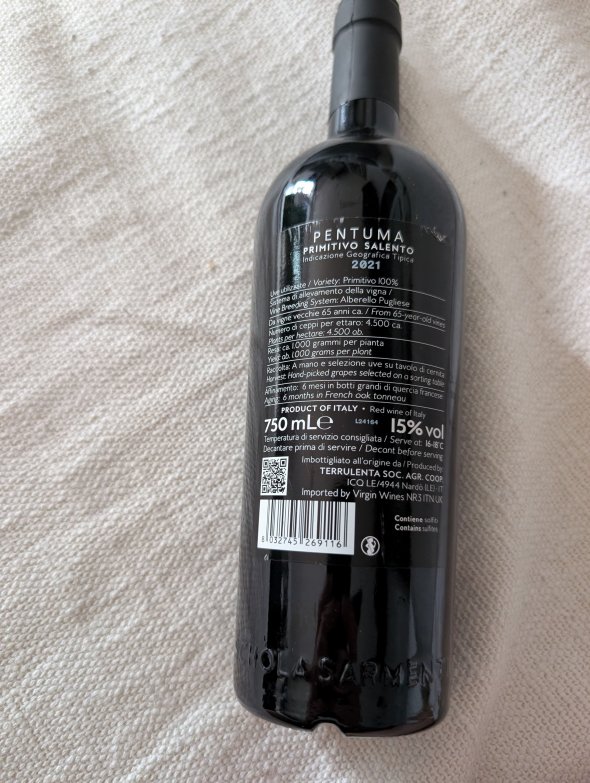 PENTUMA
PRIMITIVO SALENTO
Indicazione Geografica Tipica
2021
Uve utilizzate / Variety: Primitivo 100%
Sistema di allevamento della vigna /
Vine Breeding System: Alberello Pugliese
Da vigne vecchie 65 anni ca. / From 65-year-old vines
Numero di ceppi per ettaro: 4.500 ca.
Plants per hectare: 4.500 ab.
Resa: ca. 1.000 grammi per pianta
Yield: ab. 1.000 grams per plant
Raccolta: A mano e selezione uve su tavolo di cernita
Harvest: Hand-picked grapes selected on a sorting table
Affinamento: 6 mesi in botti grandi di quercia francese
Aging: 6 months in French oak tonneau
PRODUCT OF ITALY • Red wine of Italy
750 mL e L24164 15% vol
Temperatura di servizio consigliata / Serve at: 16-18°C
Decantare prima di servire / Decant before serving
Imbottigliato all'origine da / Produced by:
TERRULENTA SOC. AGR. COOP.
ICQ LE/4944 Nardò (LE) - IT
Imported by Virgin Wines NR3 1TN UK
Contiene solfiti
Contains sulfites
8 032745 269116
HOLA SARMEN